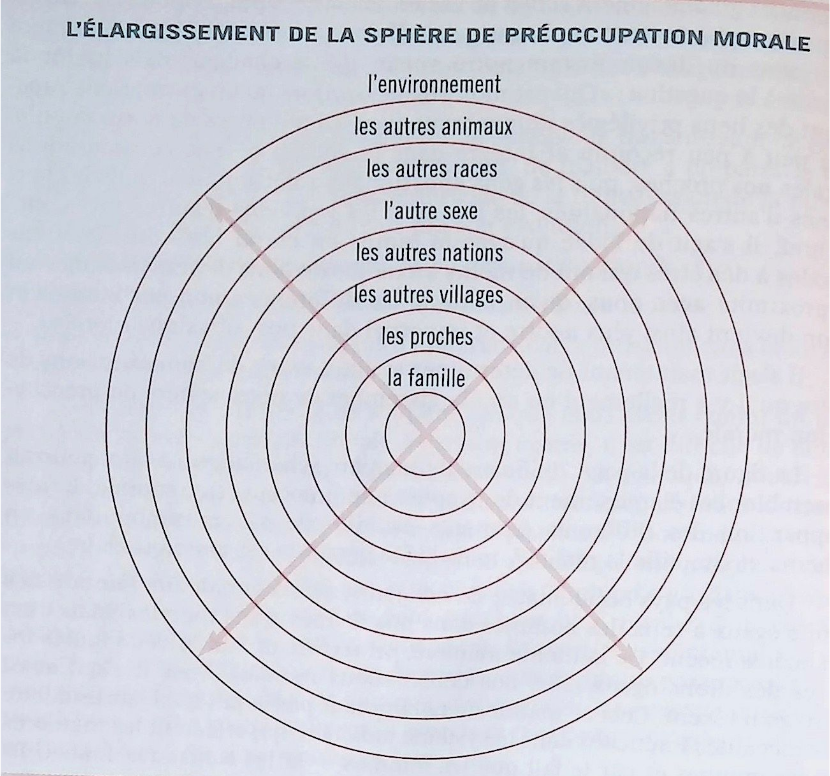 L'ÉLARGISSEMENT DE LA SPHÈRE DE PRÉOCCUPATION MORALE
l'environnement
les autres animaux
les autres races
l'autre sexe
les autres nations
les autres villages
les proches
la famille